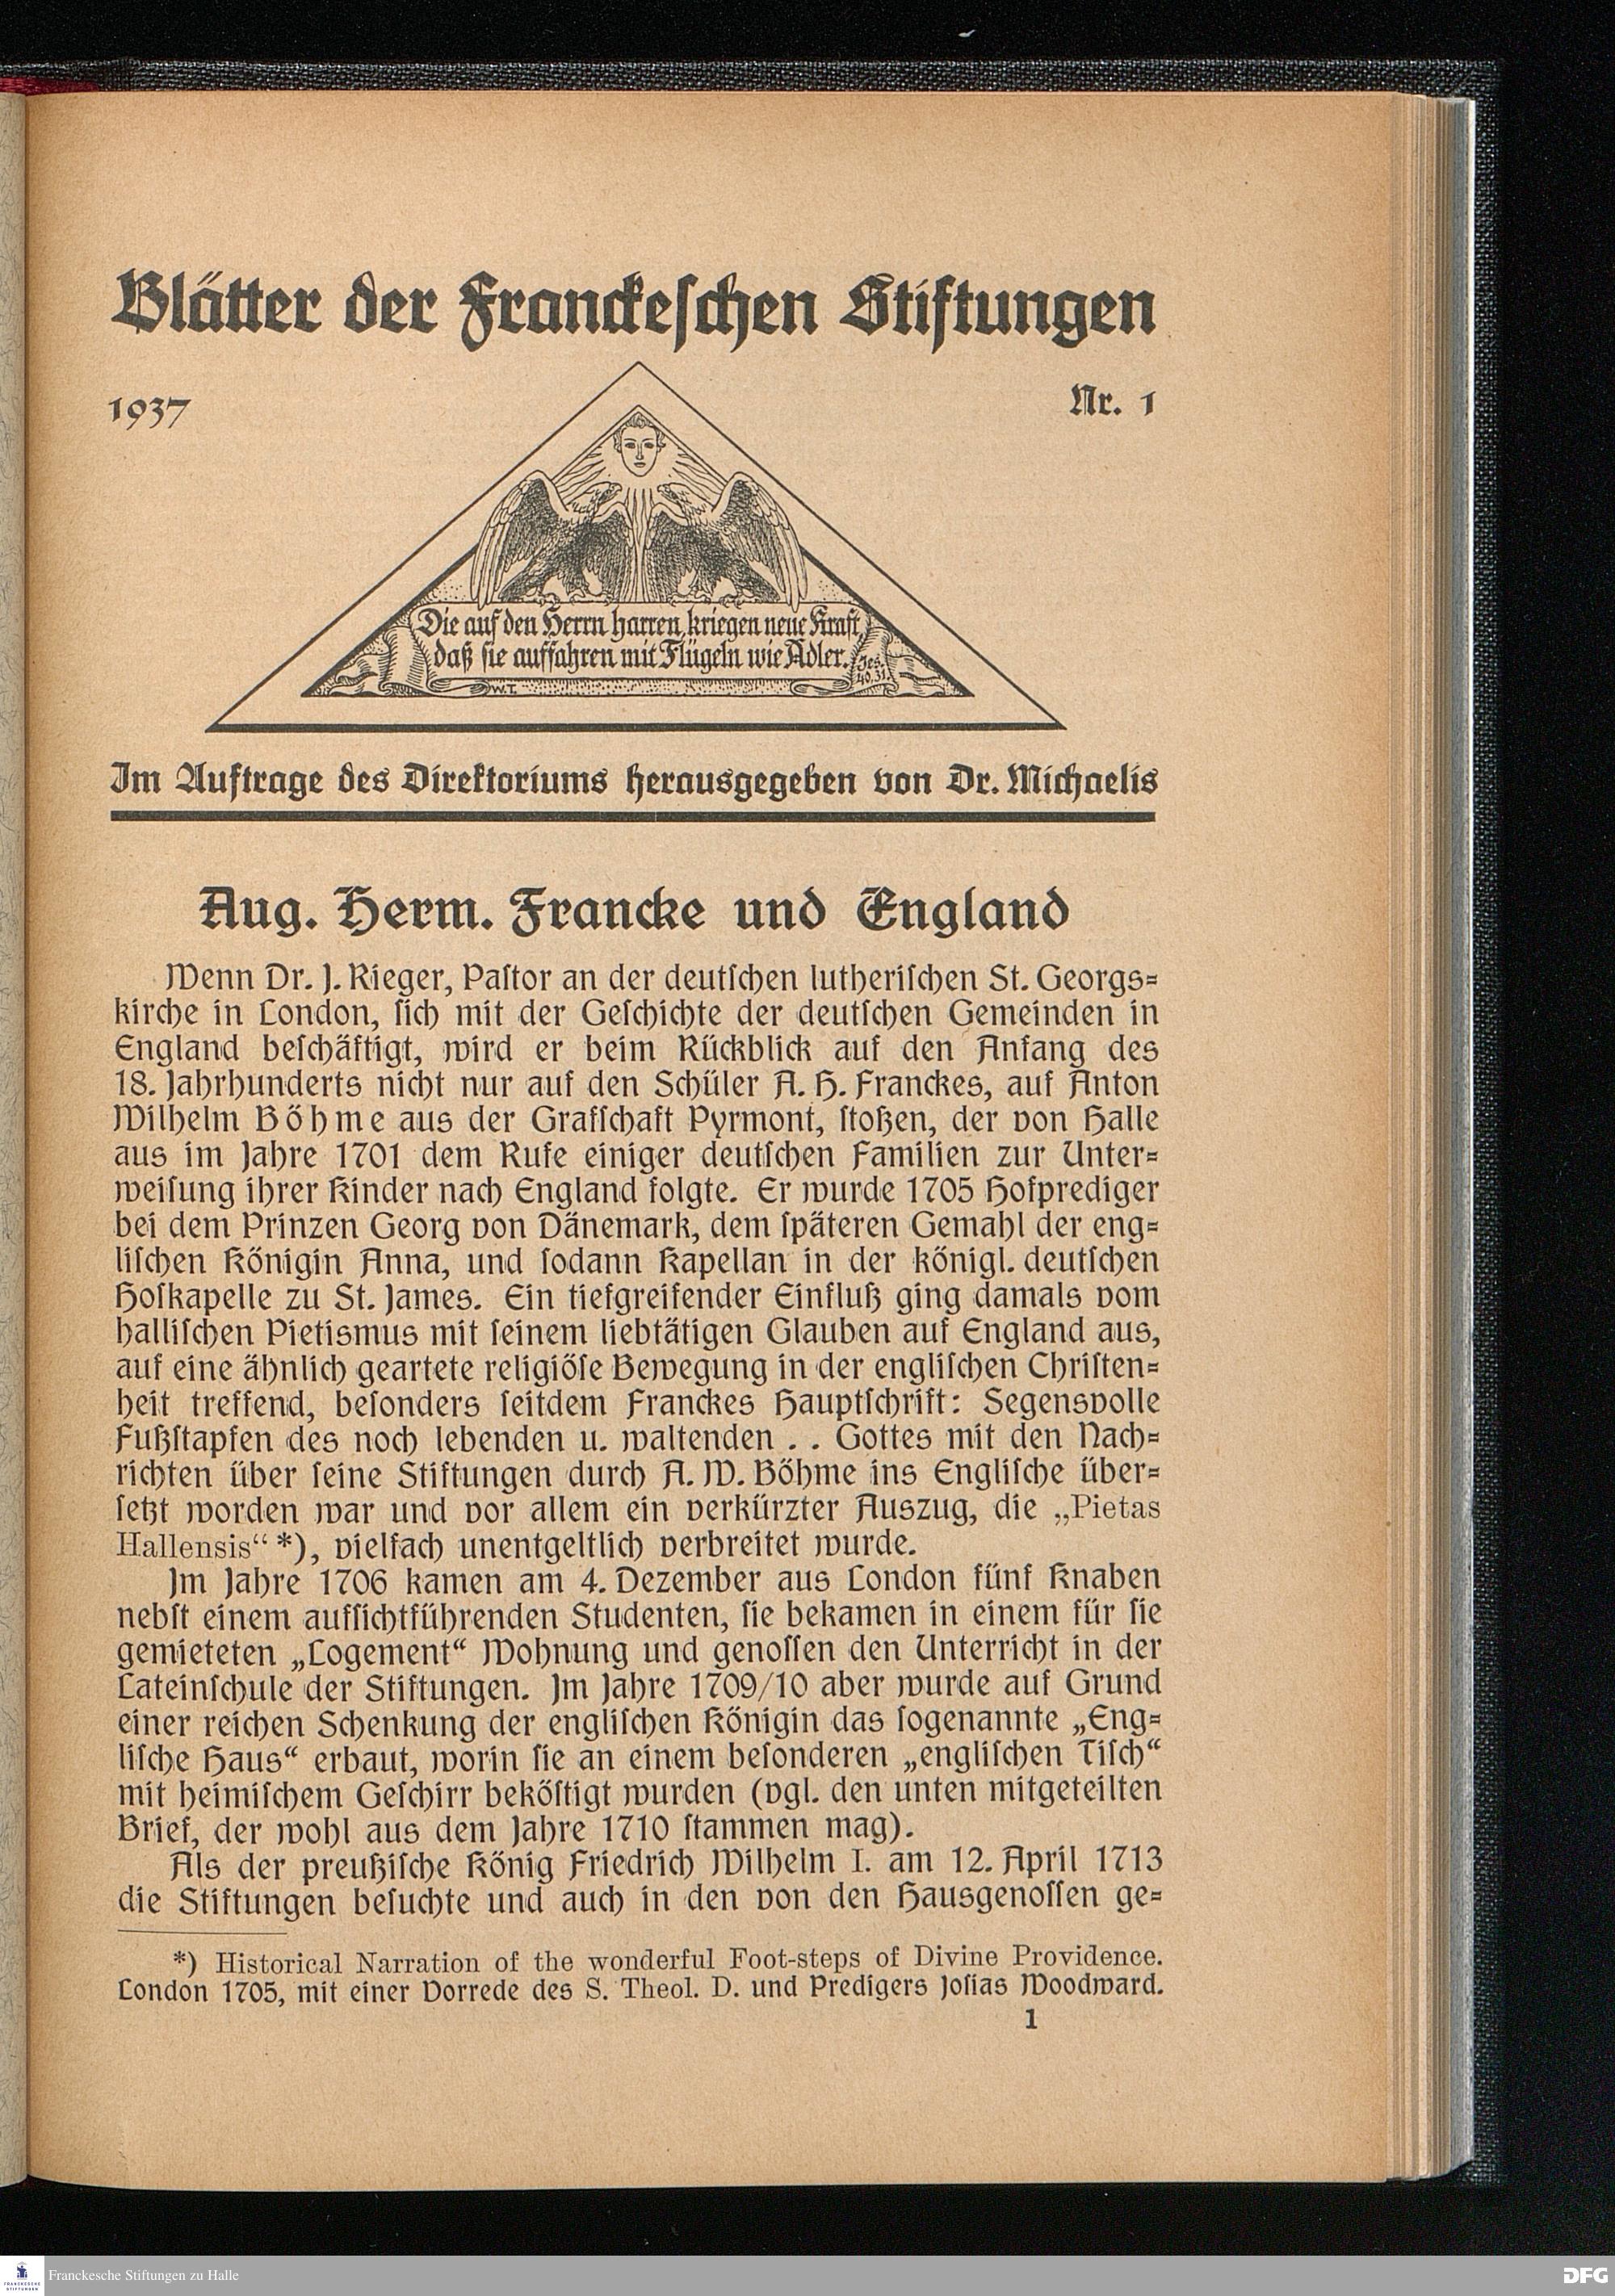 Blätter der Franckeschen Stiftungen
1937
Nr. 1
Die auf den Herrn harren, kriegen neue Kraft,
daß sie auffahren mit Flügeln wie Adler.
Jes.
40,31.
W.T.
Im Auftrage des Direktoriums herausgegeben von Dr. Michaelis
Aug. Herm. Francke und England
Wenn Dr. J. Rieger, Pastor an der deutschen lutherischen St. Georgs-
kirche in London, sich mit der Geschichte der deutschen Gemeinden in
England beschäftigt, wird er beim Rückblick auf den Anfang des
18. Jahrhunderts nicht nur auf den Schüler A. H. Franckes, auf Anton
Wilhelm Böhme aus der Grafschaft Pyrmont, stoßen, der von Halle
aus im Jahre 1701 dem Rufe einiger deutschen Familien zur Unter-
weisung ihrer Kinder nach England folgte. Er wurde 1705 Hofprediger
bei dem Prinzen Georg von Dänemark, dem späteren Gemahl der eng-
lischen Königin Anna, und sodann Kapellan in der königl. deutschen
Hofkapelle zu St. James. Ein tiefgreifender Einfluß ging damals vom
hallischen Pietismus mit seinem liebtätigen Glauben auf England aus,
auf eine ähnlich geartete religiöse Bewegung in der englischen Christen-
heit treffend, besonders seitdem Franckes Hauptschrift: Segensvolle
Fußstapfen des noch lebenden u. waltenden . . Gottes mit den Nach-
richten über seine Stiftungen durch A. W. Böhme ins Englische über-
setzt worden war und vor allem ein verkürzter Auszug, die „Pietas
Hallensis“ *), vielfach unentgeltlich verbreitet wurde.
Im Jahre 1706 kamen am 4. Dezember aus London fünf Knaben
nebst einem aufsichtführenden Studenten, sie bekamen in einem für sie
gemieteten „Logement“ Wohnung und genossen den Unterricht in der
Lateinschule der Stiftungen. Im Jahre 1709/10 aber wurde auf Grund
einer reichen Schenkung der englischen Königin das sogenannte „Eng-
lische Haus“ erbaut, worin sie an einem besonderen „englischen Tisch“
mit heimischem Geschirr beköstigt wurden (vgl. den unten mitgeteilten
Brief, der wohl aus dem Jahre 1710 stammen mag).
Als der preußische König Friedrich Wilhelm I. am 12. April 1713
die Stiftungen besuchte und auch in den von den Hausgenossen ge-
*) Historical Narration of the wonderful Foot-steps of Divine Providence.
London 1705, mit einer Vorrede des S. Theol. D. und Predigers Josias Woodward.
1
FRANCKESCHE
STIFTUNGEN
Franckesche Stiftungen zu Halle
DFG